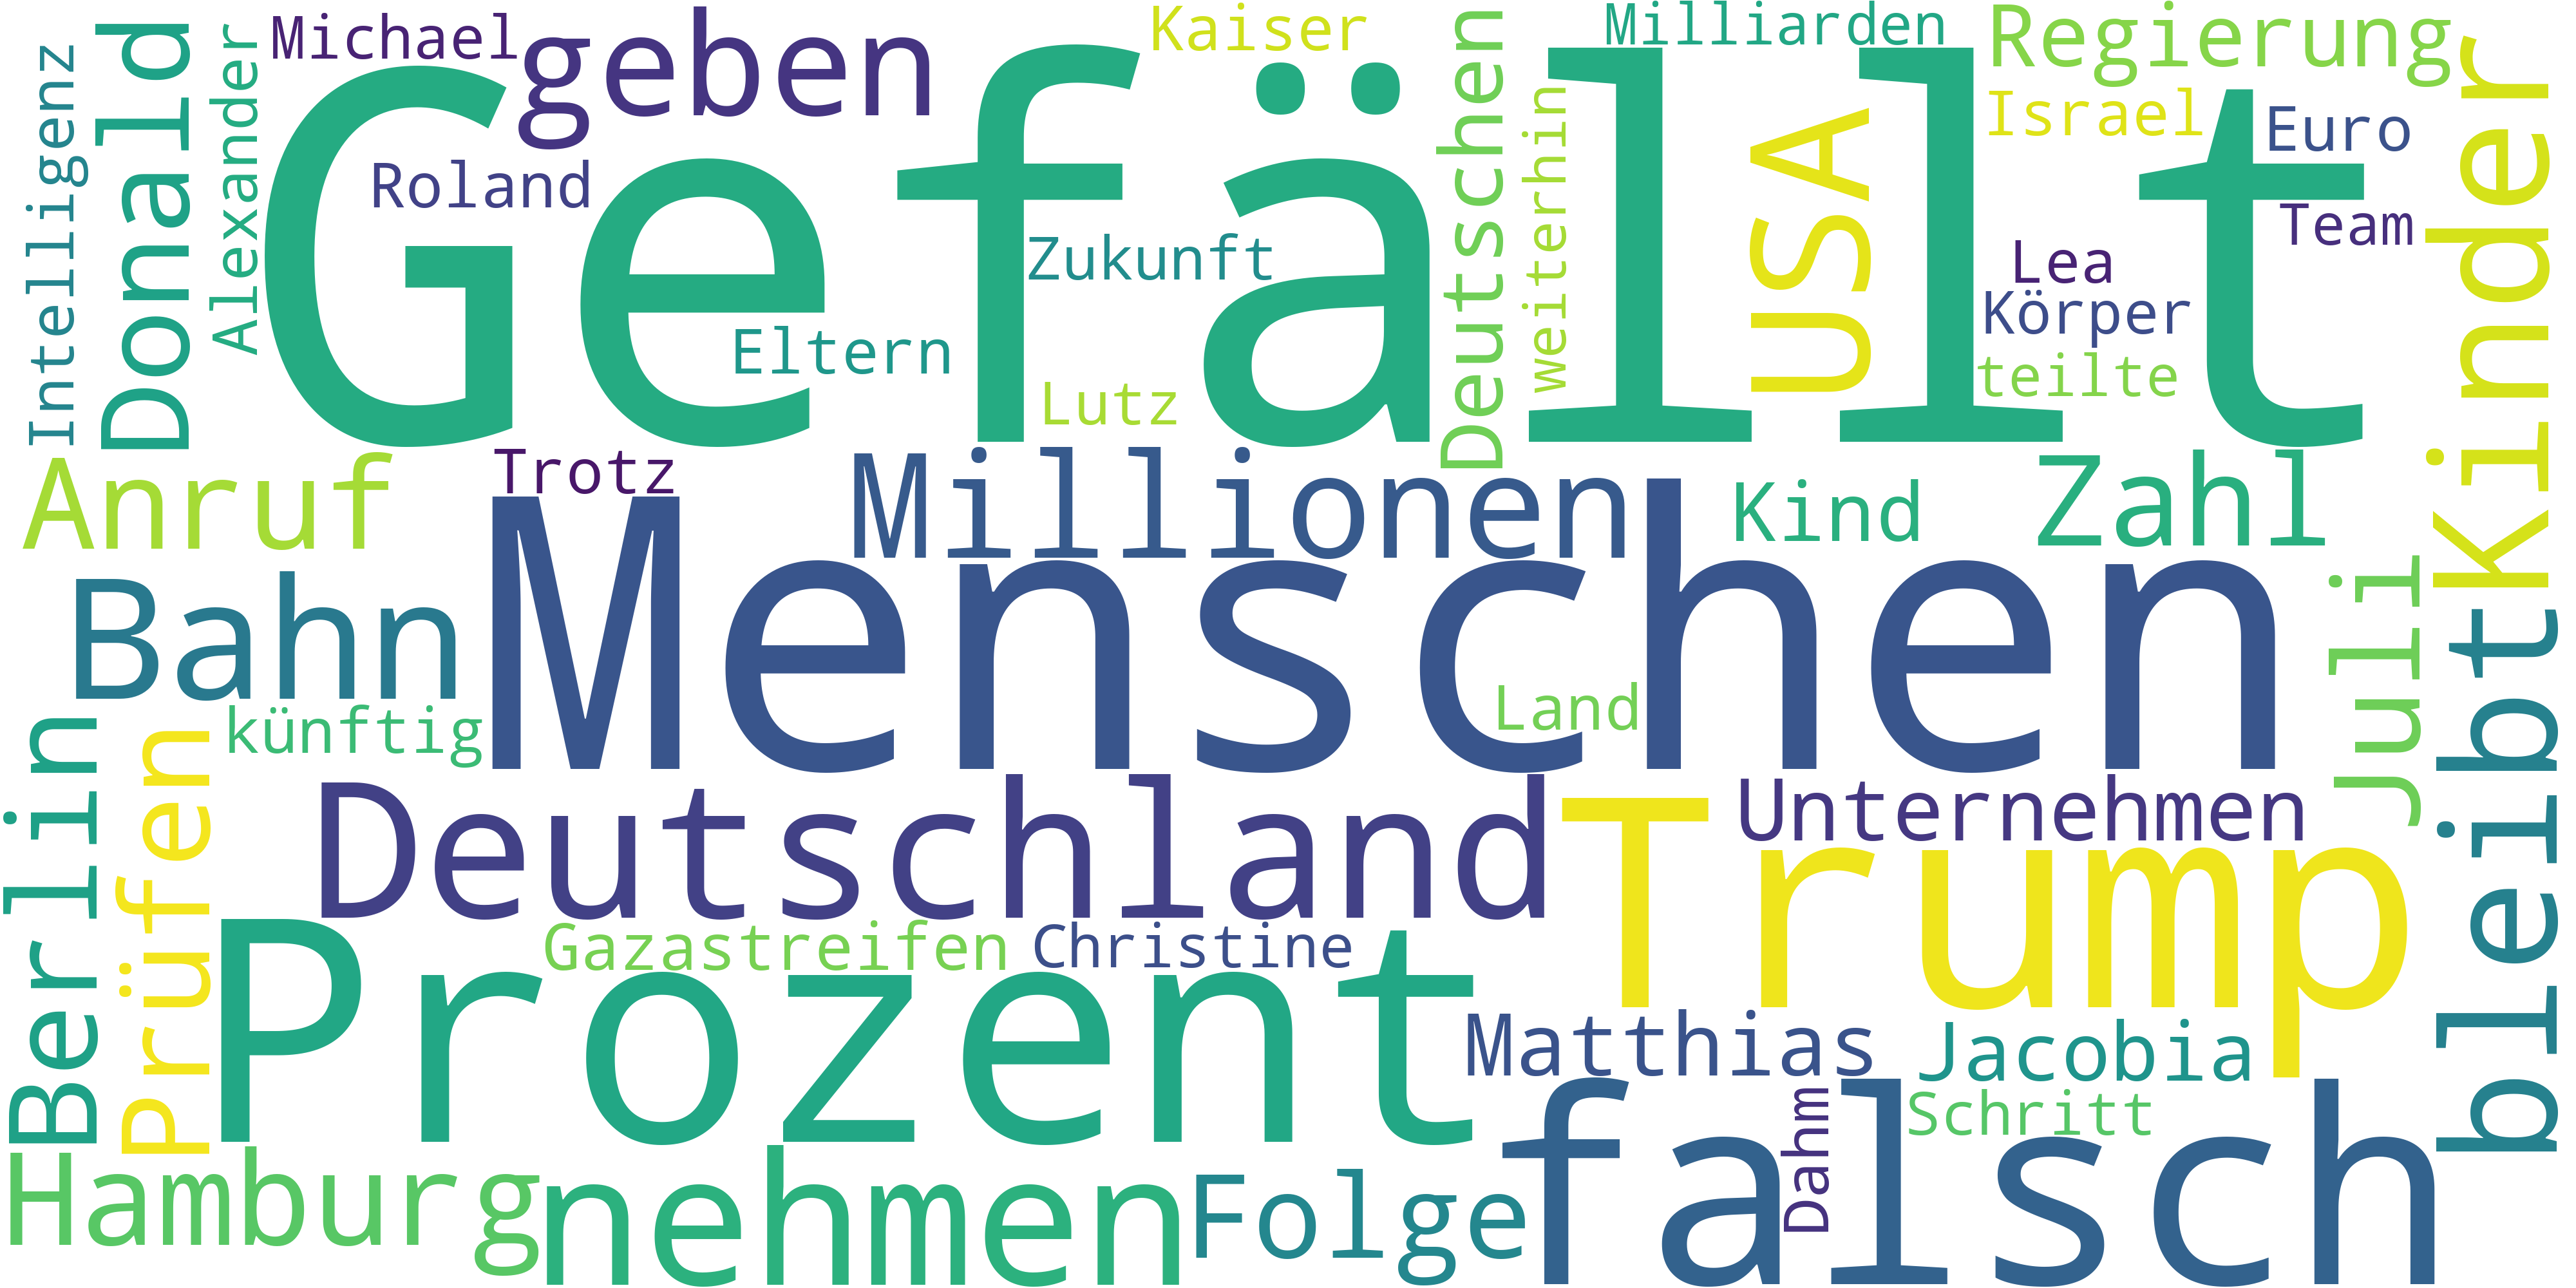 Michael
geben
Kaiser
Milliarden
Regierung
Intelligenz
Donald
Alexander
Gefällt
Deutschen
weiterhin
USA
Israel
Euro
Kinder
Roland
Zukunft
Team
Lea
Körper
Eltern
teilte
Lutz
Anruf
Trotz
Millionen
Kind
Zahl
Menschen
Bahn
Juli
bleibt
künftig
Land
Berlin
Prüfen
Deutschland
Trump
Unternehmen
Prozent
Gazastreifen
Christine
Matthias
Jacobia
Dahm
Schritt
falsch
Hamburg
nehmen
Folge